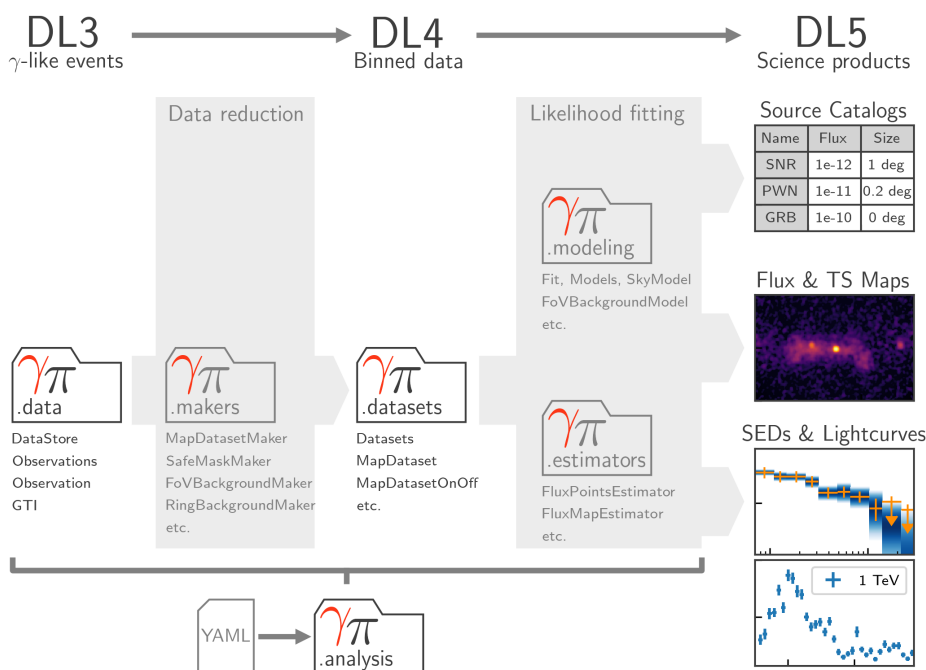 DL3
γ-like events
DL4
Binned data
DL5
Science products
Data reduction
Likelihood fitting
γπ
.data
DataStore
Observations
Observation
GTI
γπ
.makers
MapDatasetMaker
SafeMaskMaker
FoVBackgroundMaker
RingBackgroundMaker
etc.
γπ
.datasets
Datasets
MapDataset
MapDatasetOnOff
etc.
γπ
.modeling
Fit, Models, SkyModel
FoVBackgroundModel
etc.
γπ
.estimators
FluxPointsEstimator
FluxMapEstimator
etc.
Source Catalogs
Name Flux Size
SNR 1e-12 1 deg
PWN 1e-11 0.2 deg
GRB 1e-10 0 deg
Flux & TS Maps
SEDs & Lightcurves
1 TeV
YAML
γπ
.analysis